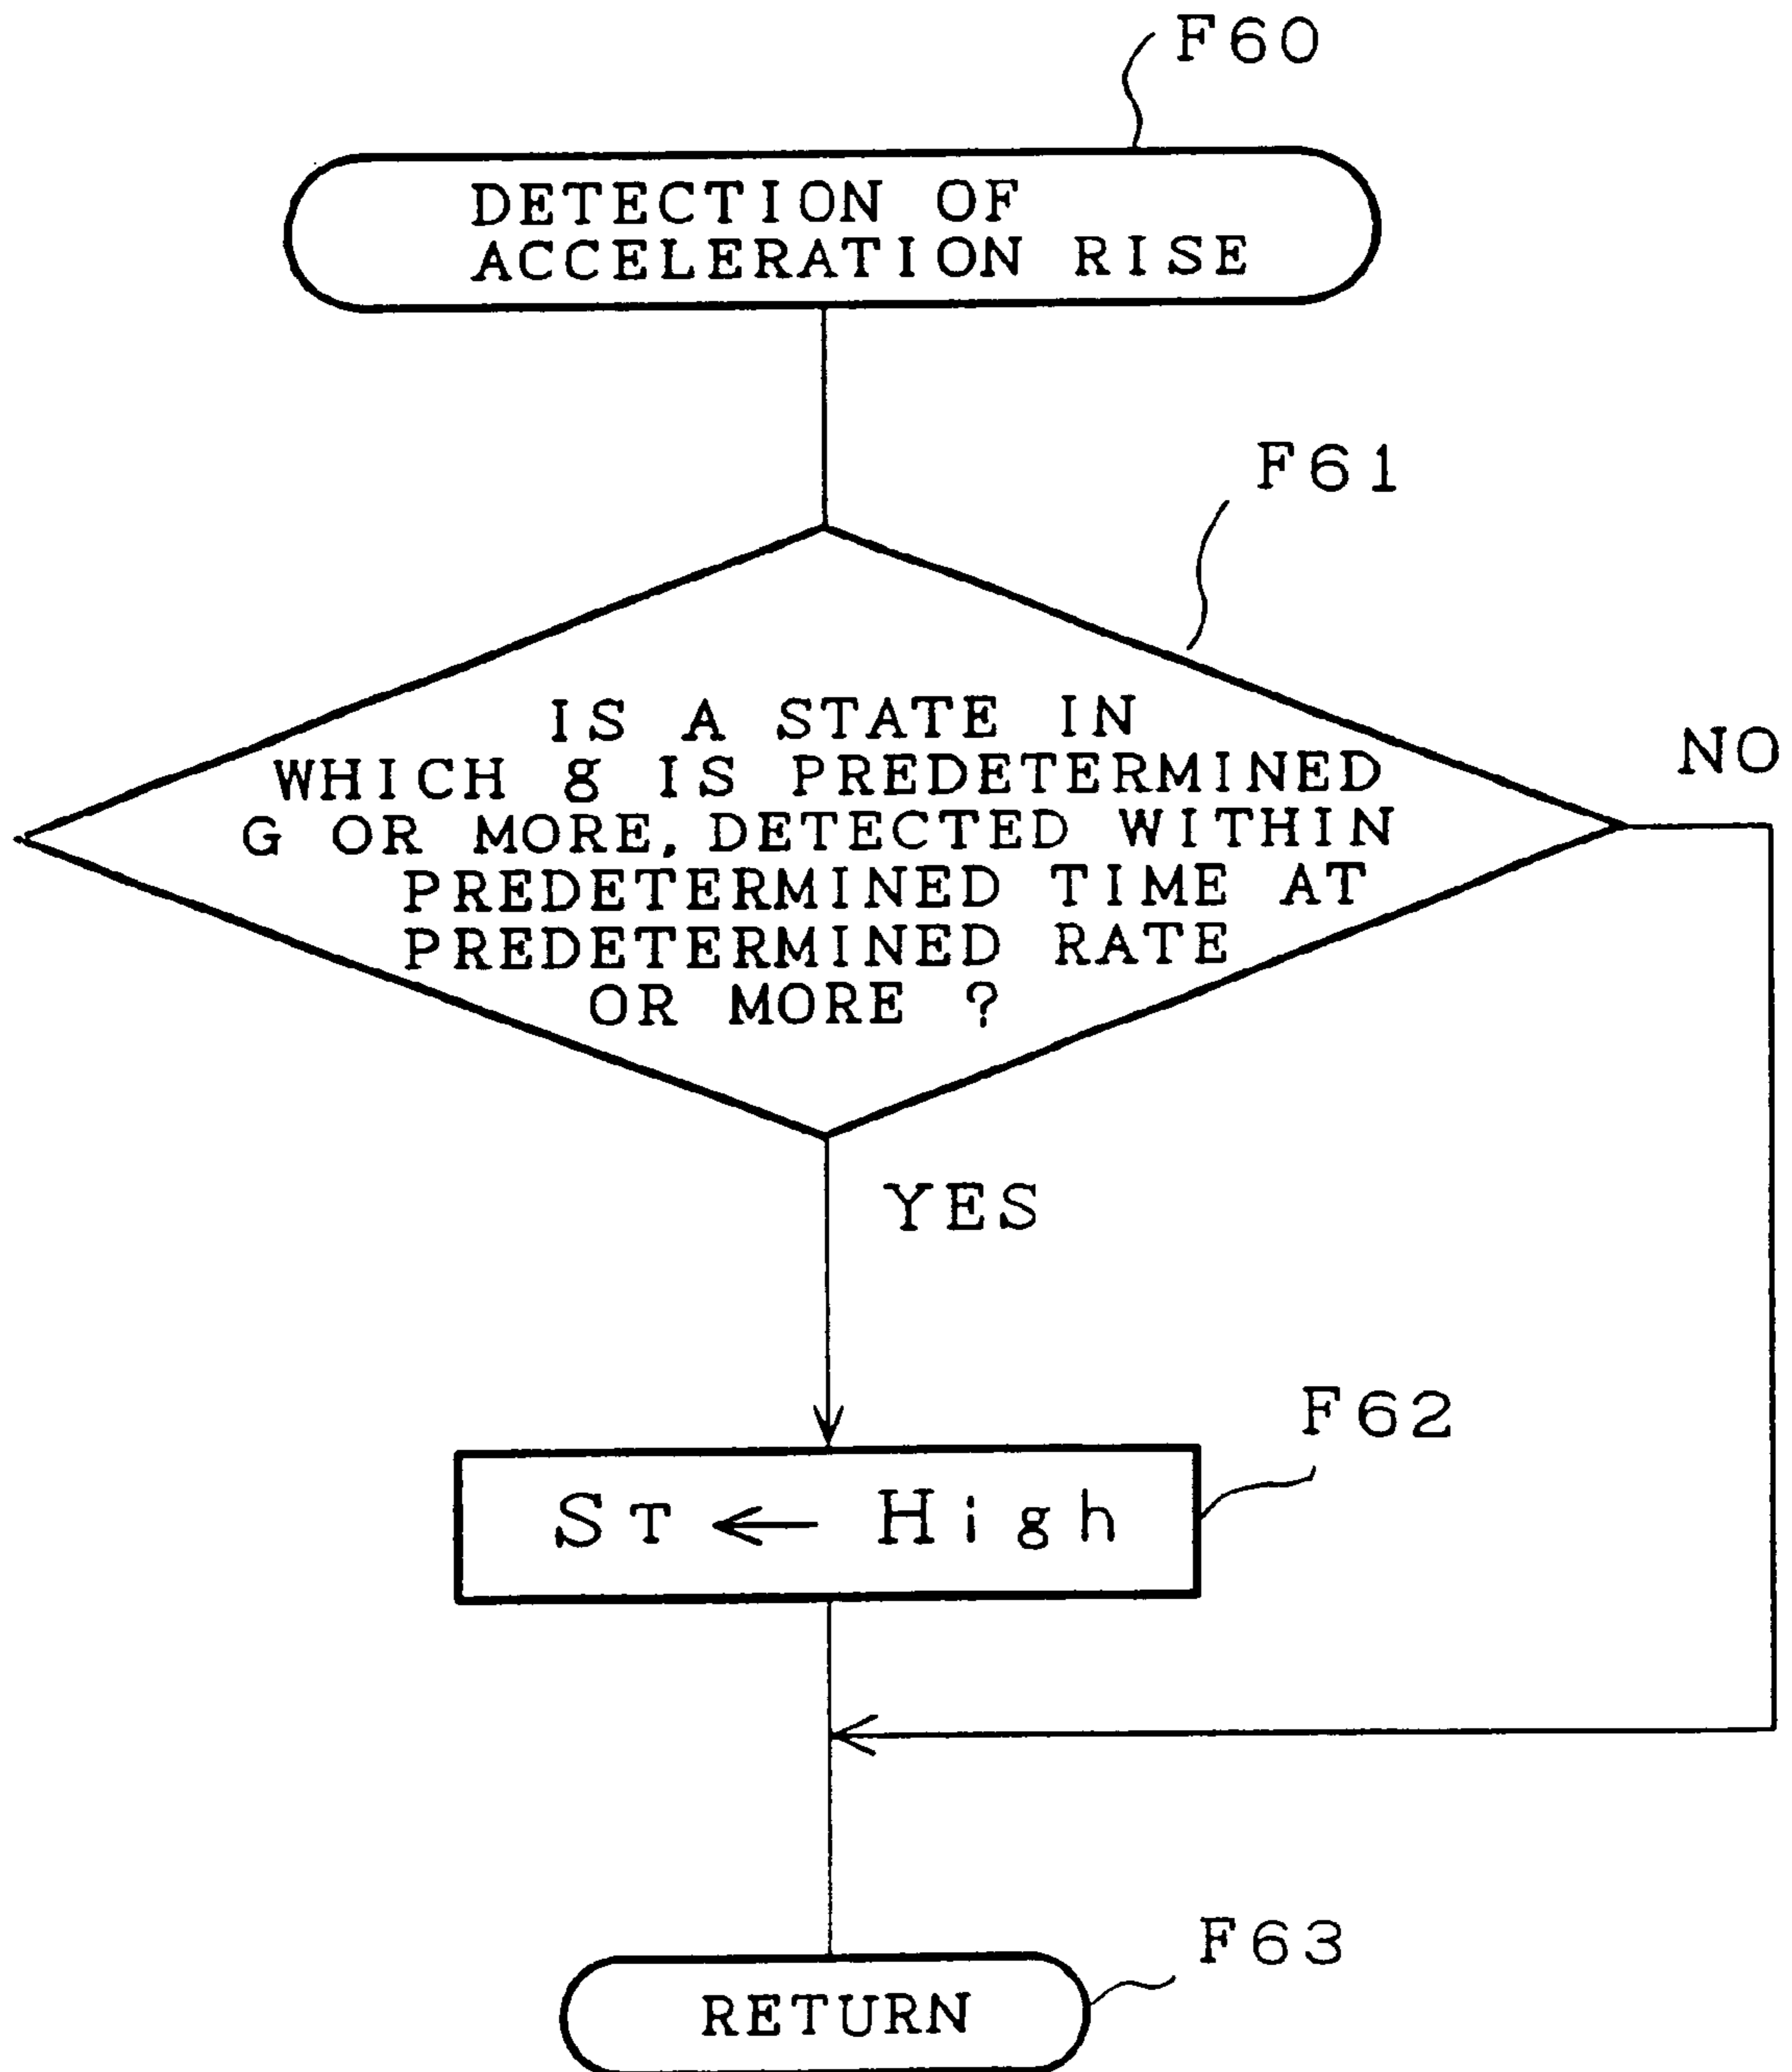 F60
DETECTION OF
ACCELERATION RISE
F61
IS A STATE IN
WHICH g IS PREDETERMINED
G OR MORE, DETECTED WITHIN
PREDETERMINED TIME AT
PREDETERMINED RATE
OR MORE ?
NO
YES
F62
ST ← High
F63
RETURN